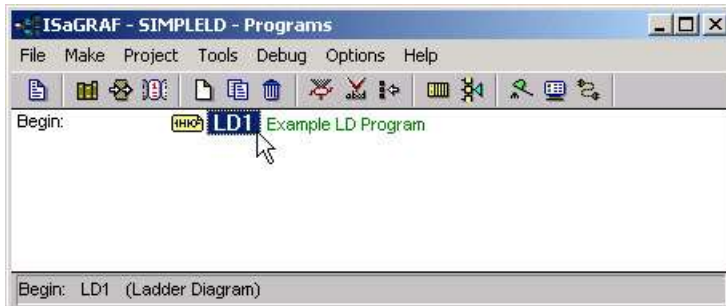 ISaGRAF - SIMPLELD - Programs
File Make Project Tools Debug Options Help
Begin: LD1 Example LD Program
Begin: LD1 (Ladder Diagram)